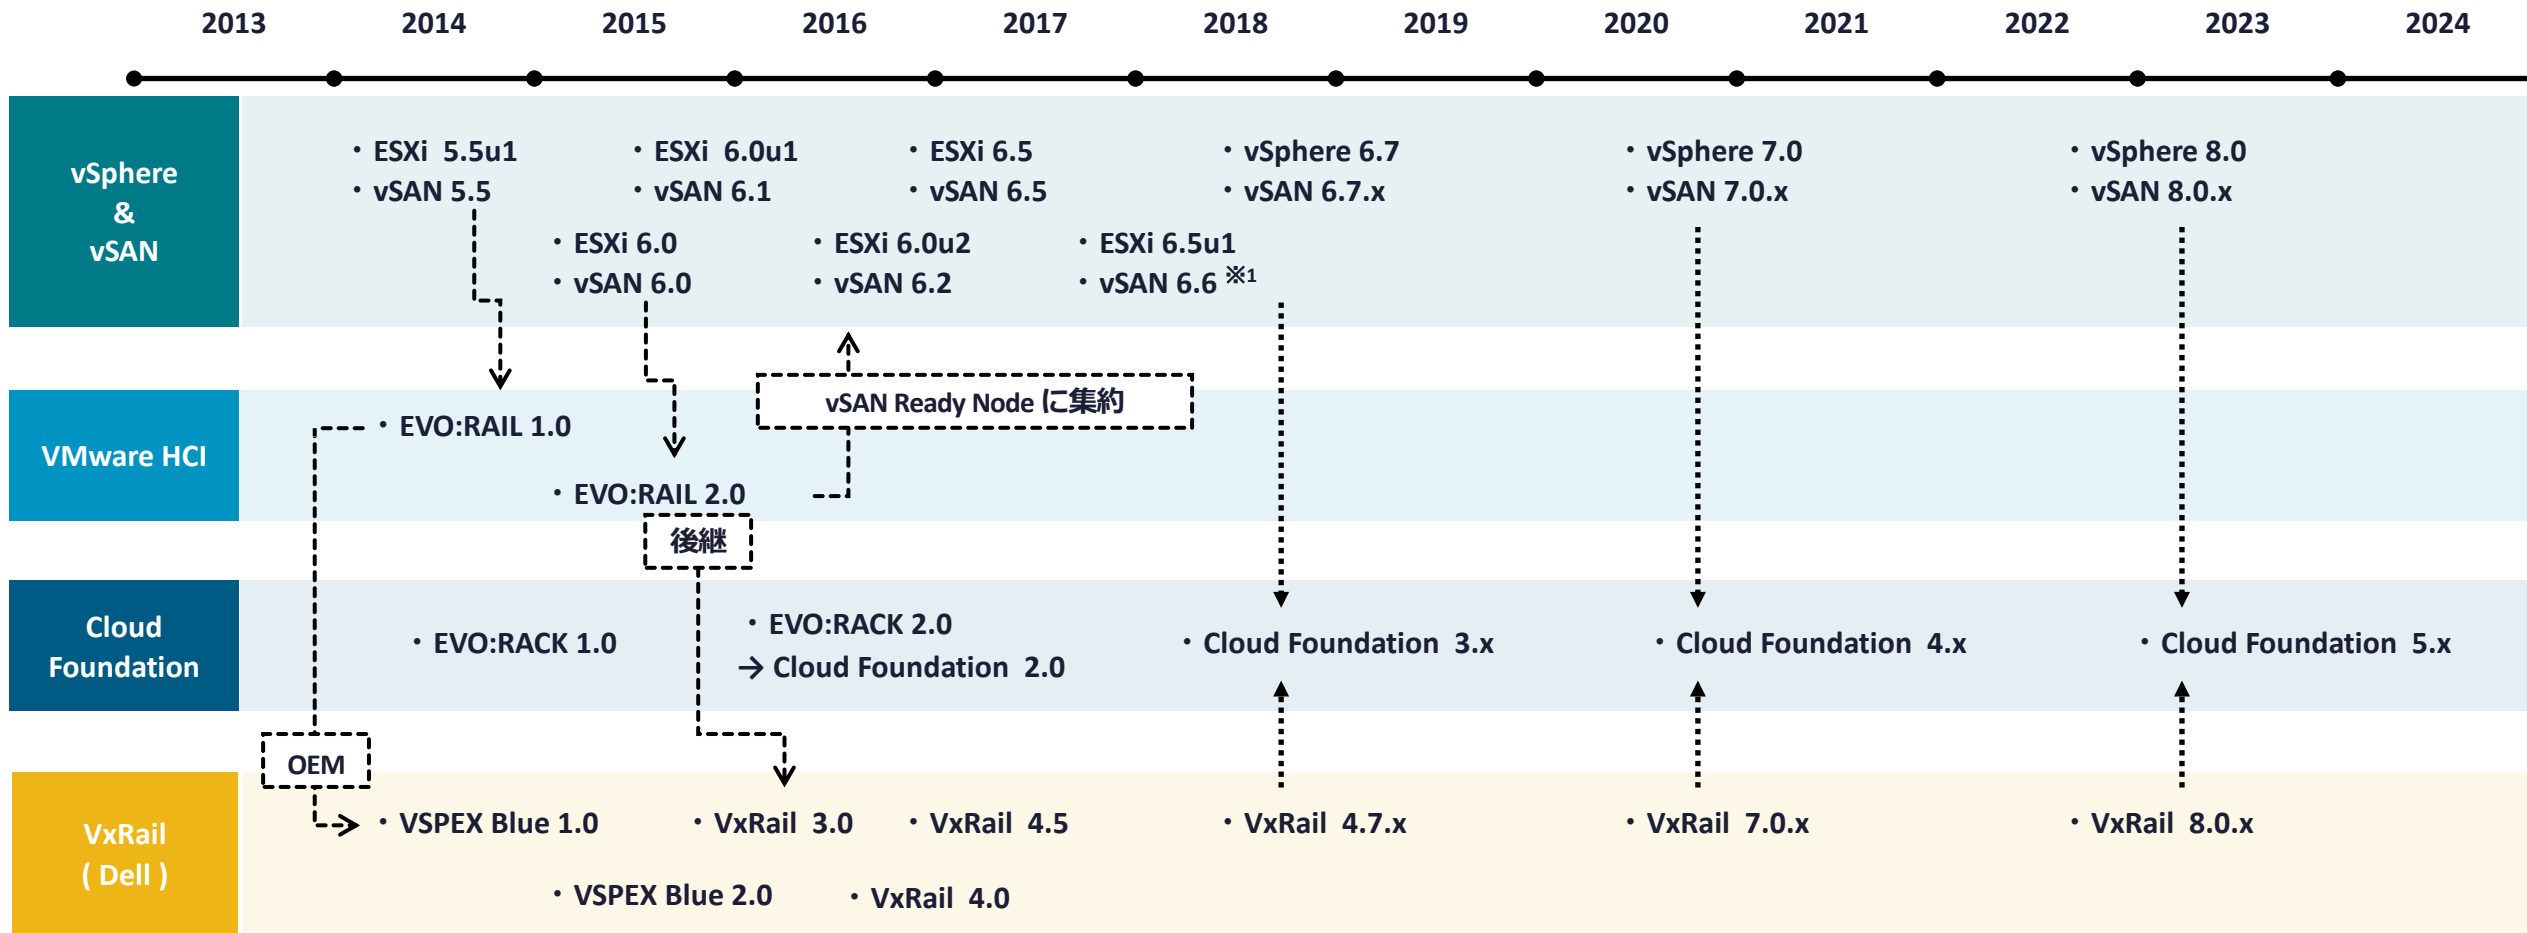 2013 2014 2015 2016 2017 2018 2019 2020 2021 2022 2023 2024
vSphere
&
vSAN
・ESXi 5.5u1
・vSAN 5.5
・ESXi 6.0u1
・vSAN 6.1
・ESXi 6.5
・vSAN 6.5
・vSphere 6.7
・vSAN 6.7.x
・vSphere 7.0
・vSAN 7.0.x
・vSphere 8.0
・vSAN 8.0.x
・ESXi 6.0
・vSAN 6.0
・ESXi 6.0u2
・vSAN 6.2
・ESXi 6.5u1
・vSAN 6.6 ※1
VMware HCI
・EVO:RAIL 1.0
vSAN Ready Node に集約
・EVO:RAIL 2.0
後継
Cloud
Foundation
・EVO:RACK 1.0
・EVO:RACK 2.0
→ Cloud Foundation 2.0
・Cloud Foundation 3.x
・Cloud Foundation 4.x
・Cloud Foundation 5.x
OEM
VxRail
( Dell )
・VSPEX Blue 1.0
・VxRail 3.0
・VxRail 4.5
・VxRail 4.7.x
・VxRail 7.0.x
・VxRail 8.0.x
・VSPEX Blue 2.0
・VxRail 4.0